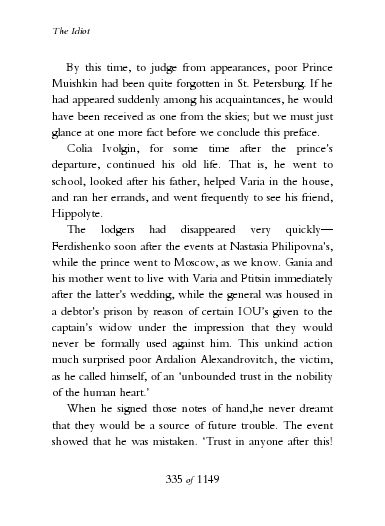 The Idiot
By this time, to judge from appearances, poor Prince
Muishkin had been quite forgotten in St. Petersburg. If he
had appeared suddenly among his acquaintances, he would
have been received as one from the skies; but we must just
glance at one more fact before we conclude this preface.
Colia Ivolgin, for some time after the prince's
departure, continued his old life. That is, he went to
school, looked after his father, helped Varia in the house,
and ran her errands, and went frequently to see his friend,
Hippolyte.
The lodgers had disappeared very quickly—
Ferdishenko soon after the events at Nastasia Philipovna's,
while the prince went to Moscow, as we know. Gania and
his mother went to live with Varia and Ptitsin immediately
after the latter's wedding, while the general was housed in
a debtor's prison by reason of certain IOU's given to the
captain's widow under the impression that they would
never be formally used against him. This unkind action
much surprised poor Ardalion Alexandrovitch, the victim,
as he called himself, of an 'unbounded trust in the nobility
of the human heart.'
When he signed those notes of hand,he never dreamt
that they would be a source of future trouble. The event
showed that he was mistaken. 'Trust in anyone after this!
335 of 1149